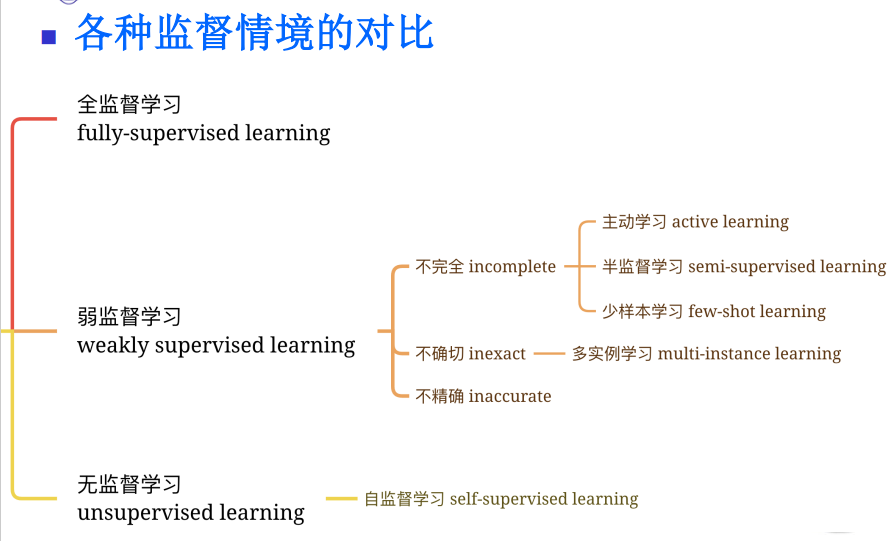 各种监督情境的对比
全监督学习
fully-supervised learning
主动学习 active learning
不完全 incomplete
半监督学习 semi-supervised learning
少样本学习 few-shot learning
弱监督学习
weakly supervised learning
不确切 inexact
多实例学习 multi-instance learning
不精确 inaccurate
无监督学习
unsupervised learning
自监督学习 self-supervised learning